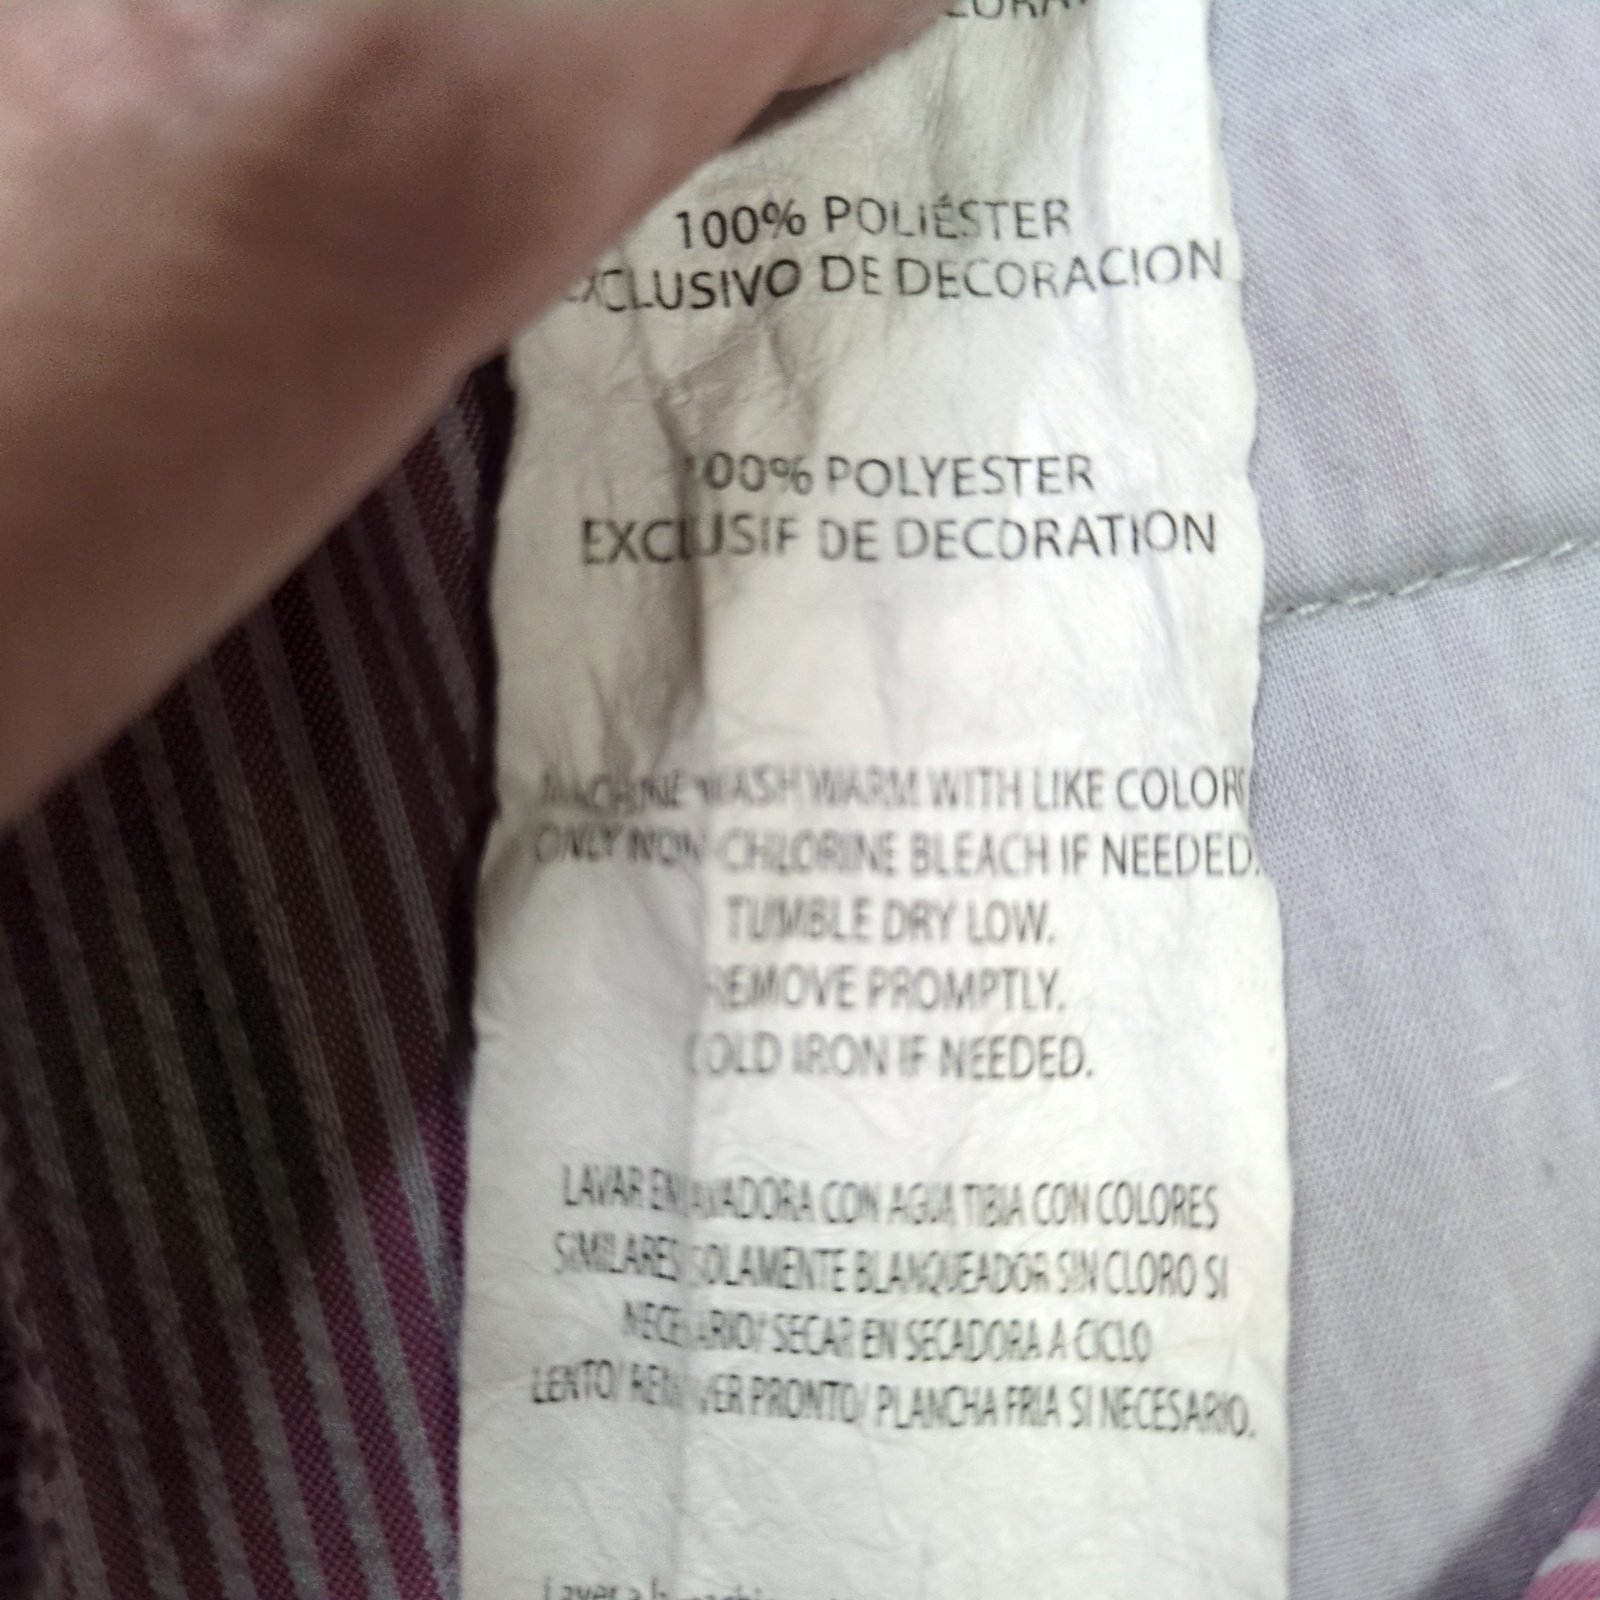 100% POLIÉSTER
EXCLUSIVO DE DECORACION
100% POLYESTER
EXCLUSIF DE DECORATION
MACHINE WASH WARM WITH LIKE COLORS
ONLY NON-CHLORINE BLEACH IF NEEDED.
TUMBLE DRY LOW.
REMOVE PROMPTLY.
COLD IRON IF NEEDED.
LAVAR EN LAVADORA CON AGUA TIBIA CON COLORES
SIMILARES SOLAMENTE BLANQUEADOR SIN CLORO SI
NECESARIO/ SECAR EN SECADORA A CICLO
LENTO/ REMOVER PRONTO/ PLANCHA FRIA SI NECESARIO.